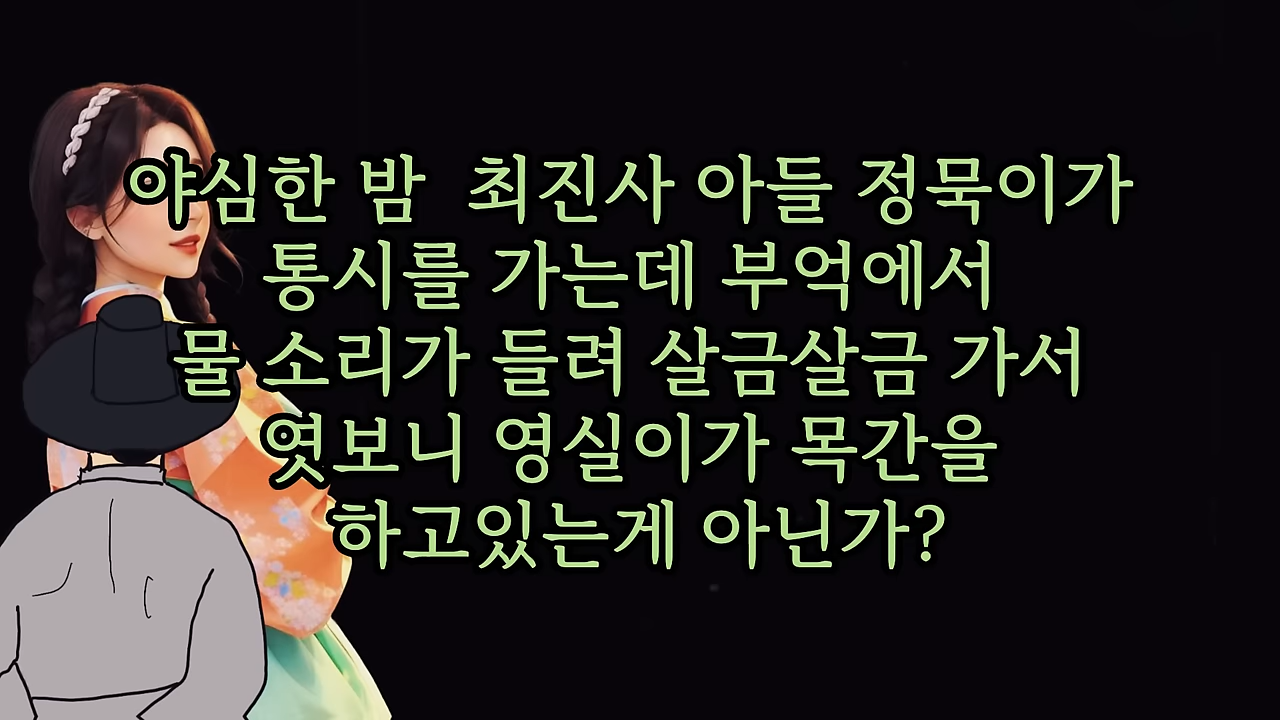 야심한 밤  최진사 아들 정묵이가
통시를 가는데 부엌에서
물 소리가 들려 살금살금 가서
엿보니 영실이가 목간을
하고있는게 아닌가?